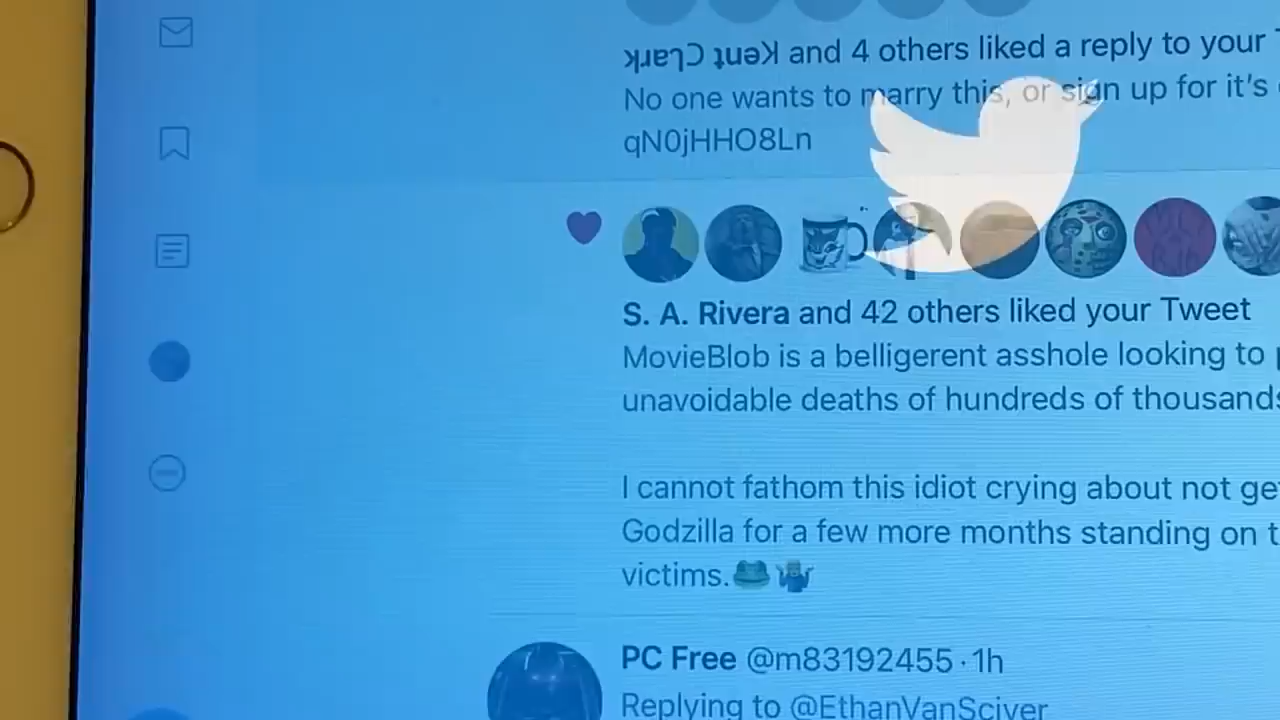 ʞɹɐlƆ ʇuǝʞ and 4 others liked a reply to your
No one wants to marry this, or sign up for it's
qN0jHHO8Ln
S. A. Rivera and 42 others liked your Tweet
MovieBlob is a belligerent asshole looking to
unavoidable deaths of hundreds of thousands
I cannot fathom this idiot crying about not ge
Godzilla for a few more months standing on t
victims.🐸🤷
PC Free @m83192455 · 1h
Replying to @EthanVanSciver